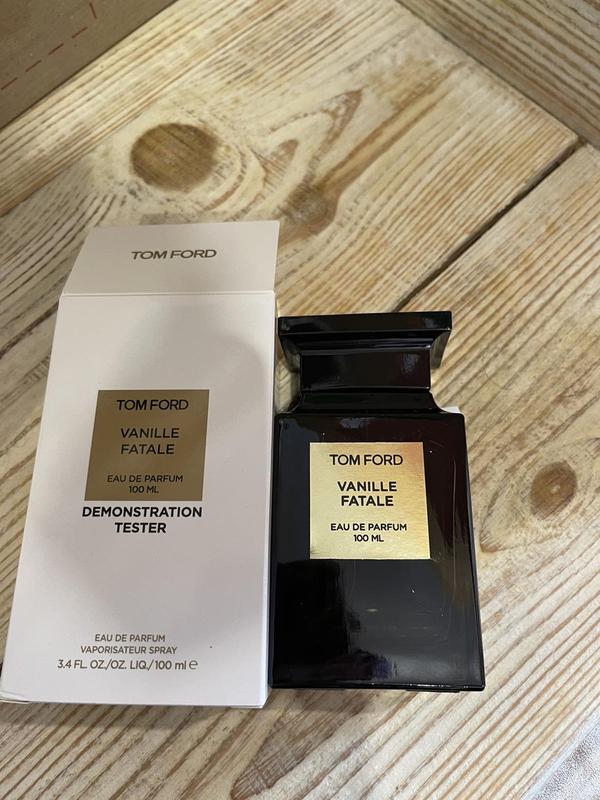 TOM FORD
TOM FORD
VANILLE
FATALE
EAU DE PARFUM
100 ML
DEMONSTRATION
TESTER
EAU DE PARFUM
VAPORISATEUR SPRAY
3.4 FL. OZ./OZ. LIQ./100 ml ℮
TOM FORD
VANILLE
FATALE
EAU DE PARFUM
100 ML